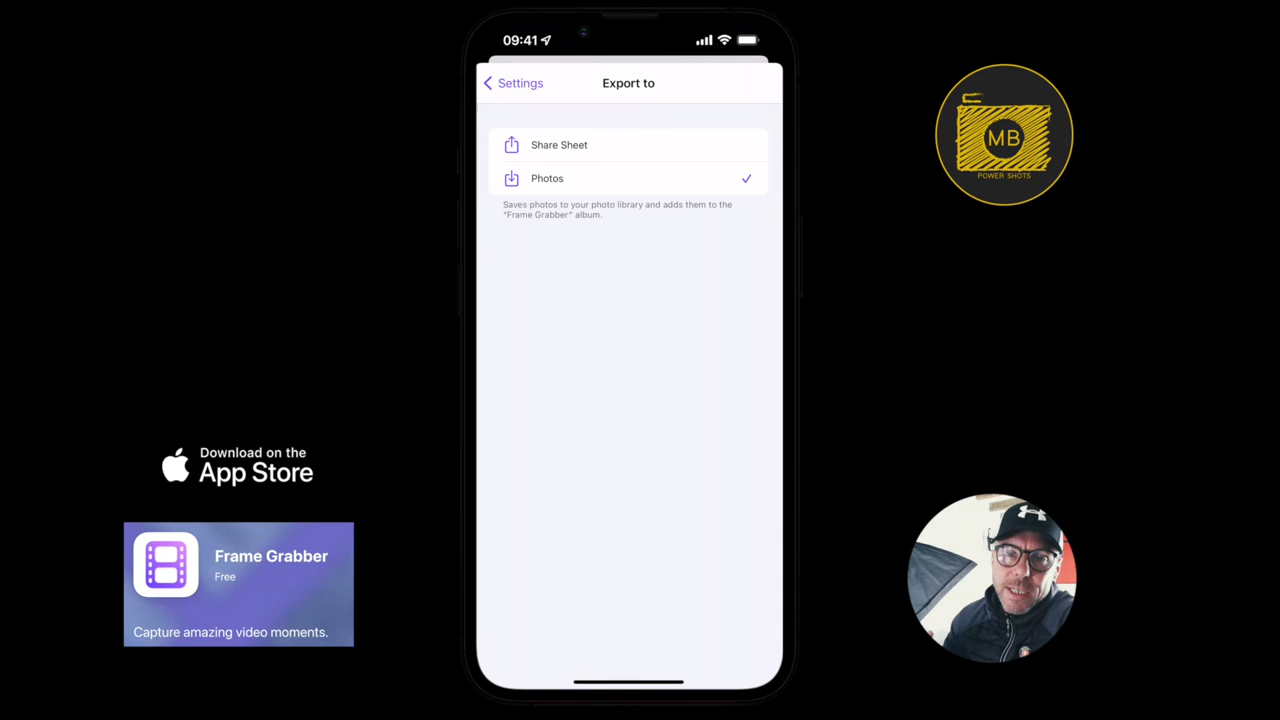 09:41
Settings
Export to
Share Sheet
Photos
Saves photos to your photo library and adds them to the
"Frame Grabber" album.
MB
POWER SHOTS
Download on the
App Store
Frame Grabber
Free
Capture amazing video moments.